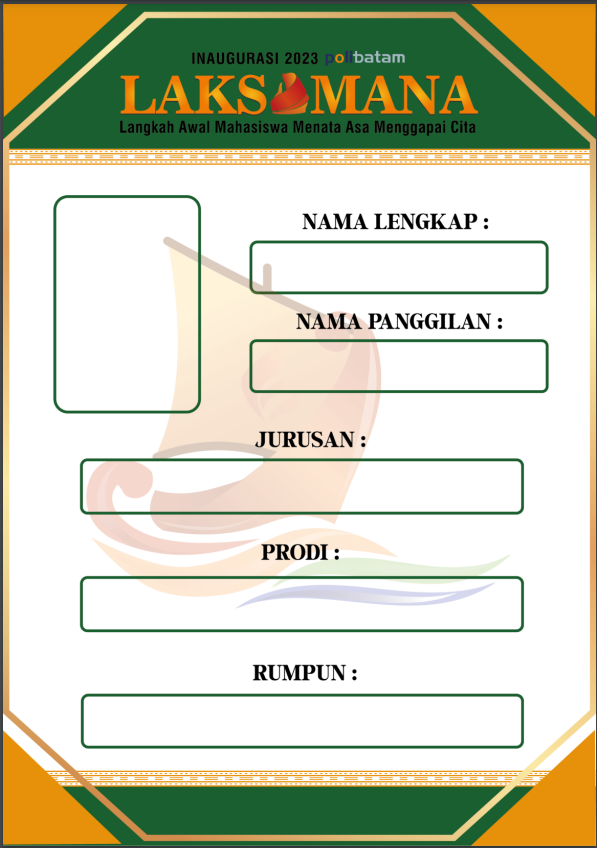 INAUGURASI 2023 polibatam
LAKSAMANA
Langkah Awal Mahasiswa Menata Asa Menggapai Cita
NAMA LENGKAP :
NAMA PANGGILAN :
JURUSAN :
PRODI :
RUMPUN :